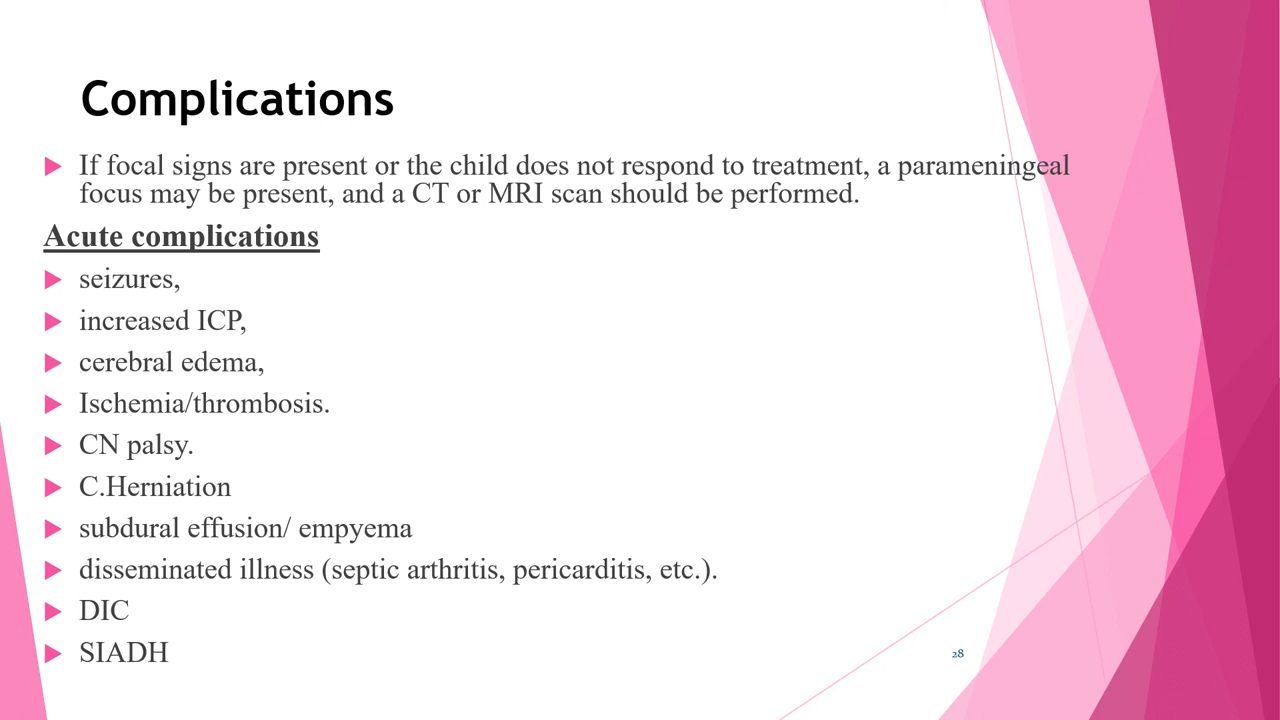 Complications
If focal signs are present or the child does not respond to treatment, a parameningeal
focus may be present, and a CT or MRI scan should be performed.
Acute complications
seizures,
increased ICP,
cerebral edema,
Ischemia/thrombosis.
CN palsy.
C.Herniation
subdural effusion/ empyema
disseminated illness (septic arthritis, pericarditis, etc.).
DIC
SIADH
28